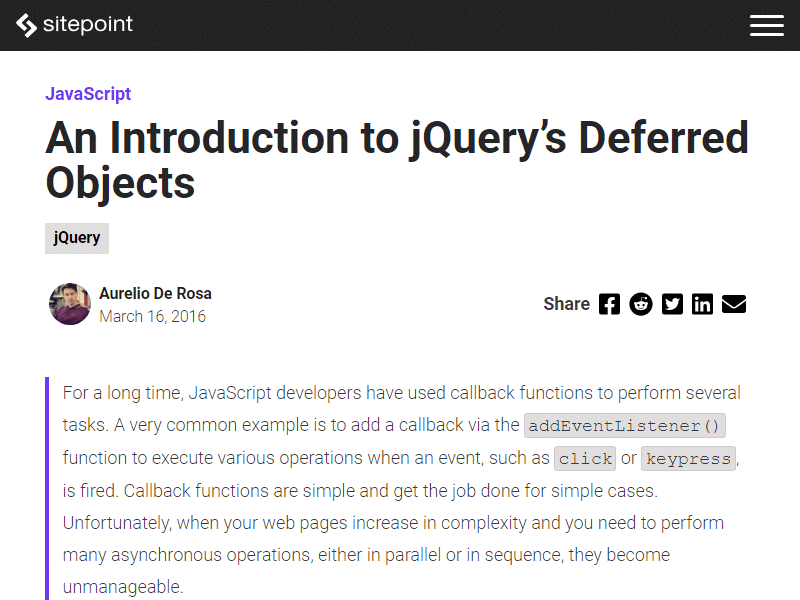 sitepoint
JavaScript
An Introduction to jQuery’s Deferred
Objects
jQuery
Aurelio De Rosa
March 16, 2016
Share
For a long time, JavaScript developers have used callback functions to perform several
tasks. A very common example is to add a callback via the addEventListener()
function to execute various operations when an event, such as click or keypress,
is fired. Callback functions are simple and get the job done for simple cases.
Unfortunately, when your web pages increase in complexity and you need to perform
many asynchronous operations, either in parallel or in sequence, they become
unmanageable.